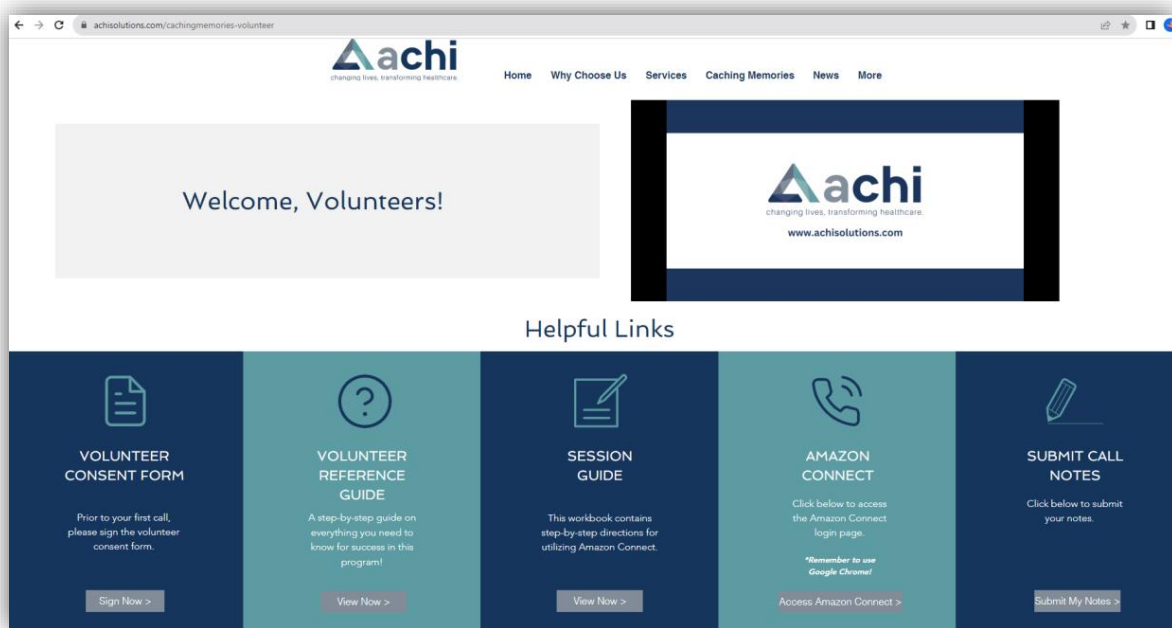 achisolutions.com/cachingmemories-volunteer
achi
changing lives, transforming healthcare.
Home Why Choose Us Services Caching Memories News More
Welcome, Volunteers!
achi
changing lives, transforming healthcare.
www.achisolutions.com
Helpful Links
VOLUNTEER
CONSENT FORM
Prior to your first call,
please sign the volunteer
consent form.
Sign Now >
?
VOLUNTEER
REFERENCE
GUIDE
A step-by-step guide on
everything you need to
know for success in this
program!
View Now >
SESSION
GUIDE
This workbook contains
step-by-step directions for
utilizing Amazon Connect.
View Now >
AMAZON
CONNECT
Click below to access
the Amazon Connect
login page.
*Remember to use
Google Chrome!
Access Amazon Connect >
SUBMIT CALL
NOTES
Click below to submit
your notes.
Submit My Notes >